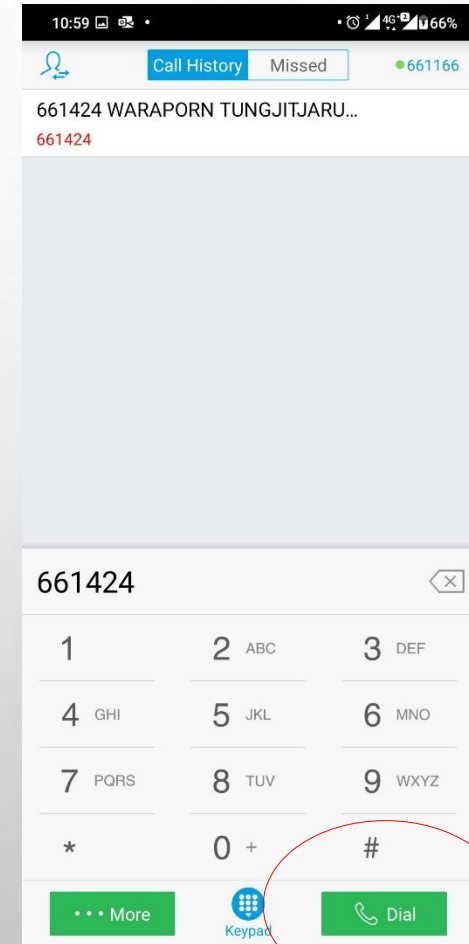 10:59 66%
Call History Missed 661166
661424 WARAPORN TUNGJITJARU...
661424
661424
1 2 ABC 3 DEF
4 GHI 5 JKL 6 MNO
7 PQRS 8 TUV 9 WXYZ
* 0 + #
••• More Keypad Dial